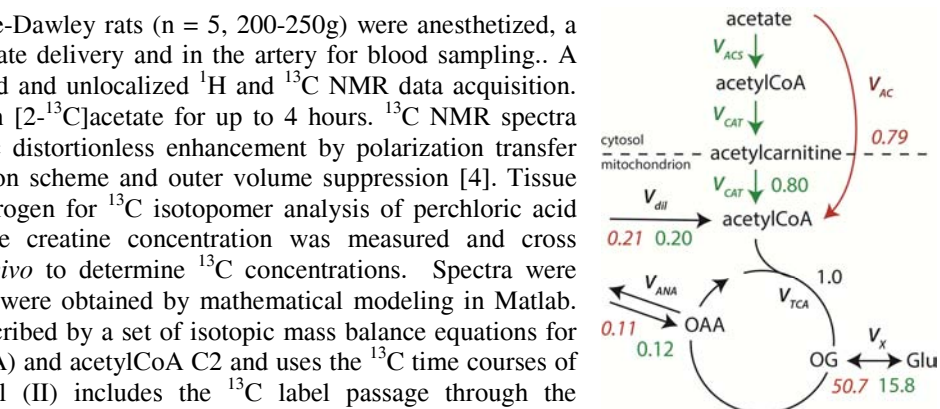 e-Dawley rats (n = 5, 200-250g) were anesthetized, a
ate delivery and in the artery for blood sampling.. A
d and unlocalized ¹H and ¹³C NMR data acquisition.
n [2-¹³C]acetate for up to 4 hours. ¹³C NMR spectra
c distortionless enhancement by polarization transfer
on scheme and outer volume suppression [4]. Tissue
rogen for ¹³C isotopomer analysis of perchloric acid
e creatine concentration was measured and cross
ivo to determine ¹³C concentrations. Spectra were
were obtained by mathematical modeling in Matlab.
cribed by a set of isotopic mass balance equations for
A) and acetylCoA C2 and uses the ¹³C time courses of
l (II) includes the ¹³C label passage through the
acetate
V_ACS
acetylCoA
V_AC
V_CAT
0.79
cytosol
acetylcarnitine
mitochondrion
V_CAT 0.80
V_dil
acetylCoA
0.21 0.20
1.0
V_ANA
V_TCA
OAA
0.11
0.12
V_X
OG Glu
50.7 15.8